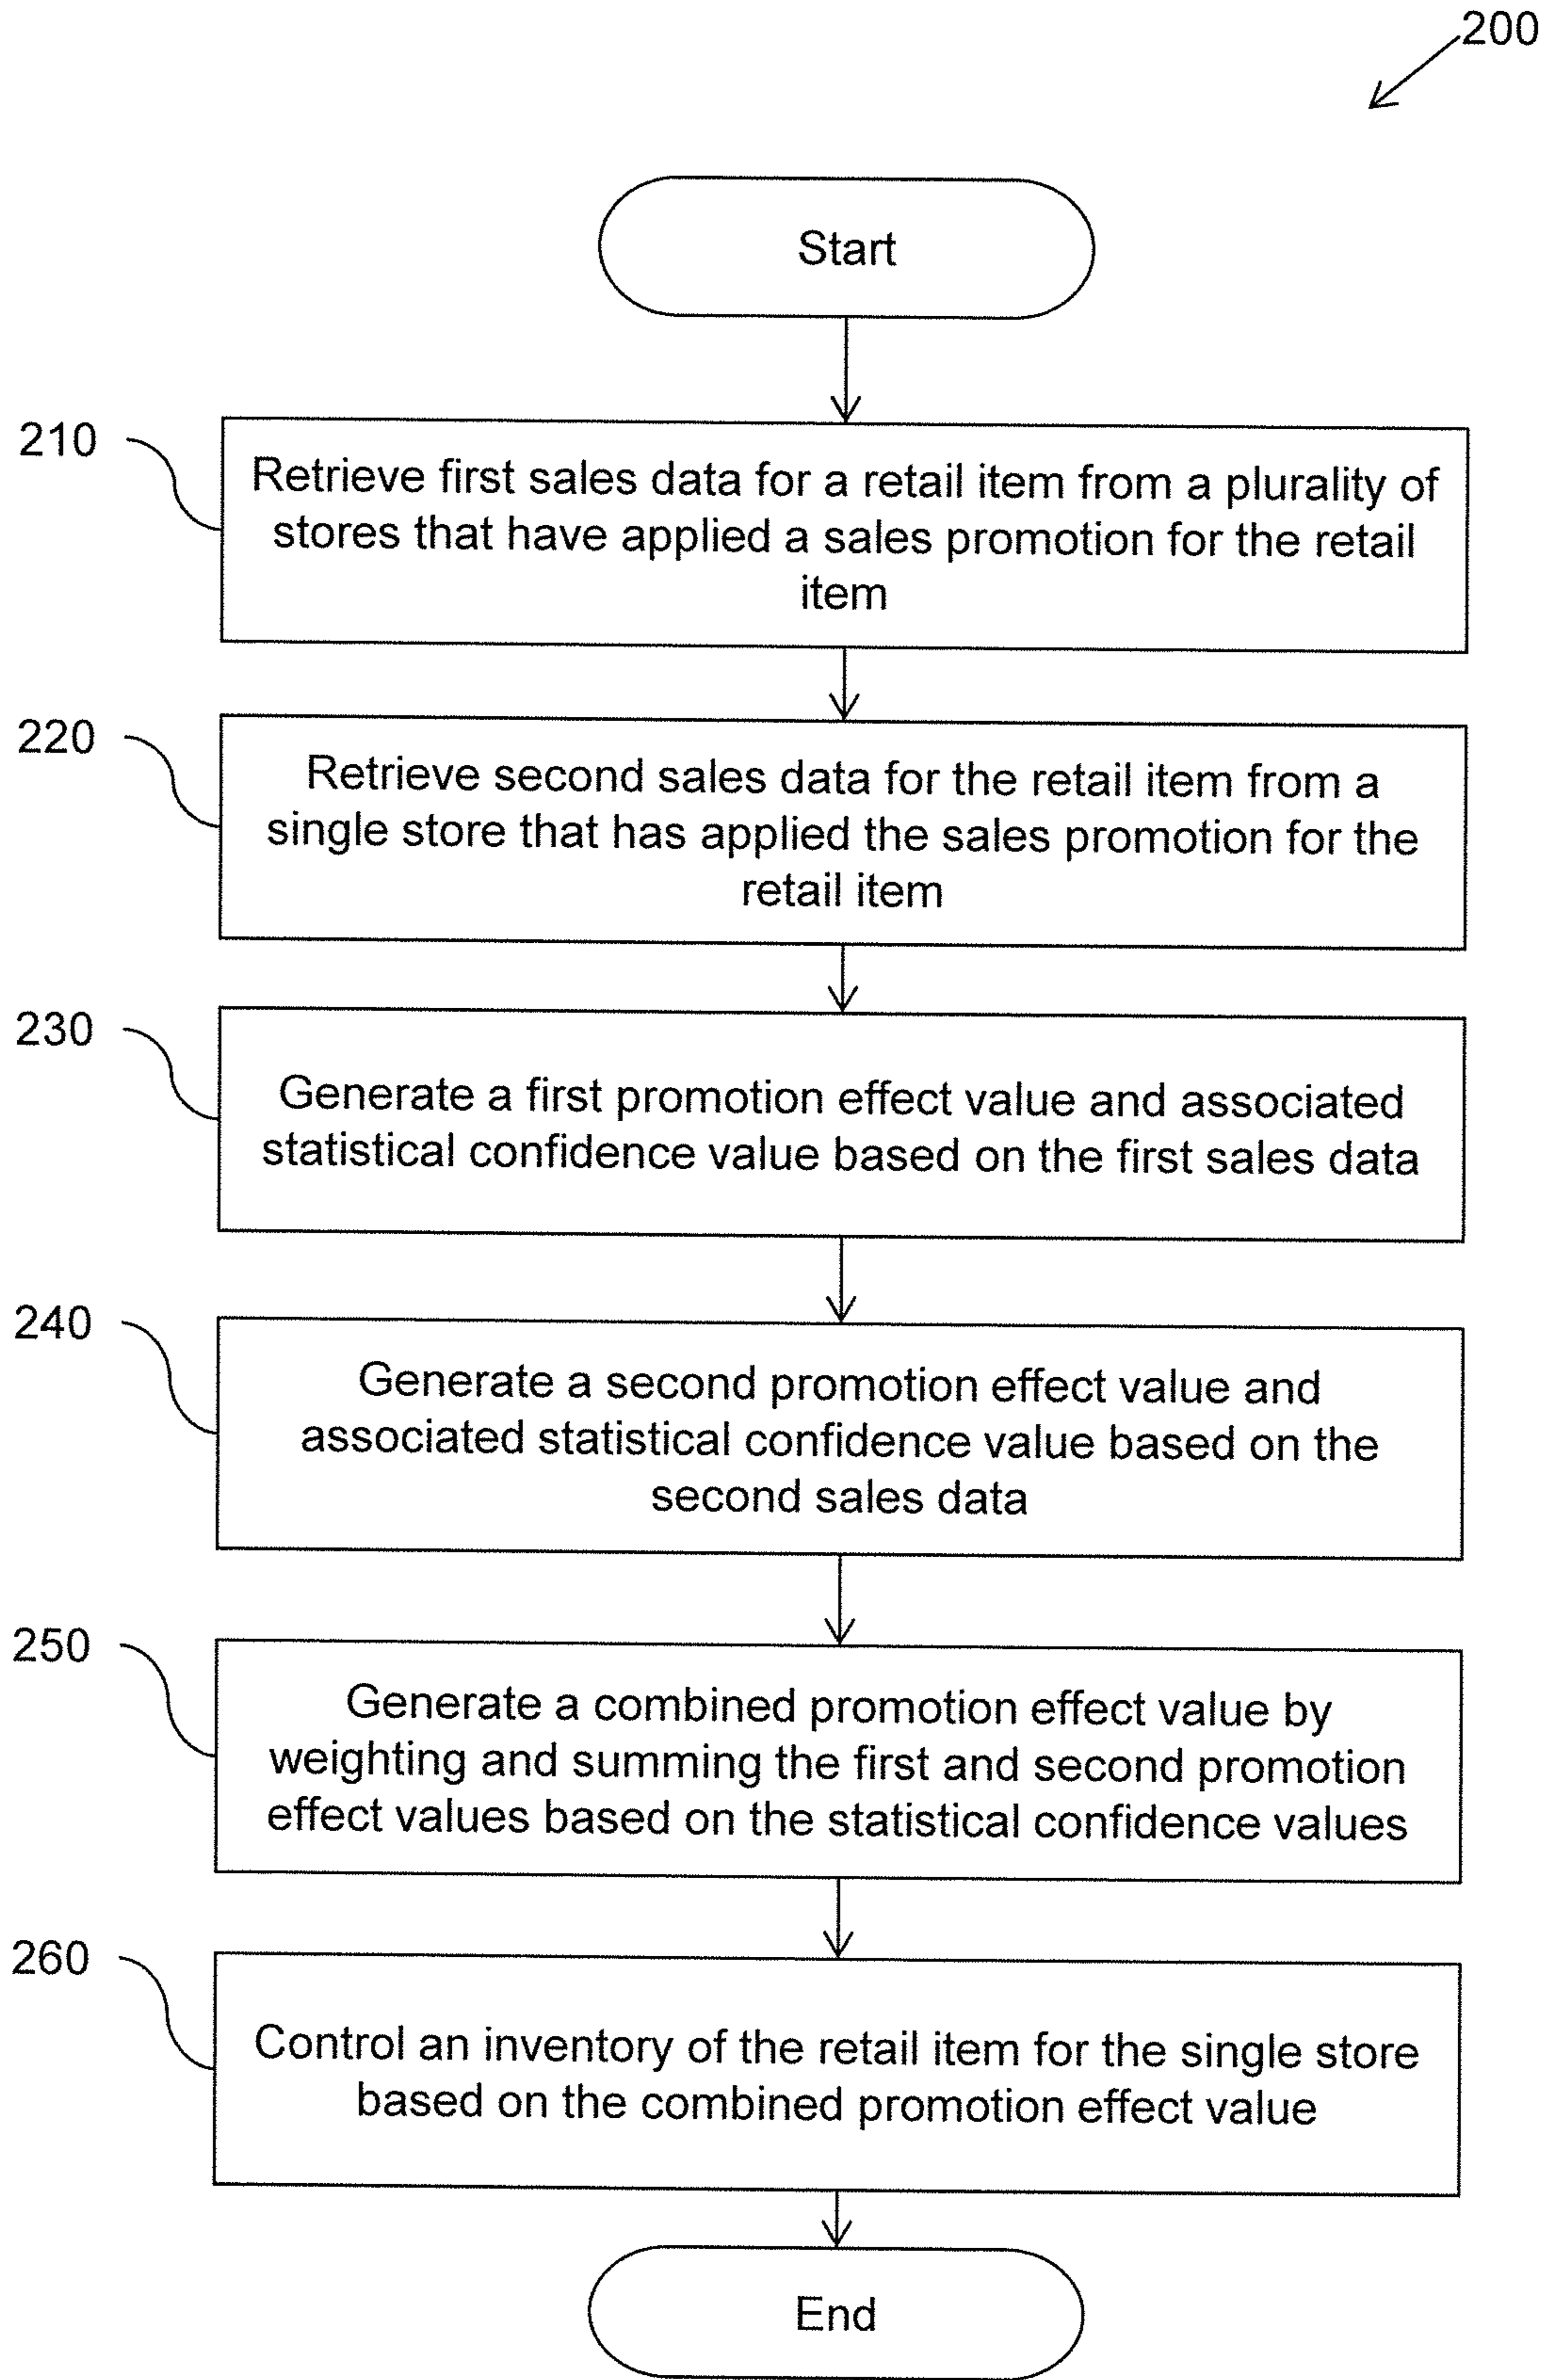 200
Start
210
Retrieve first sales data for a retail item from a plurality of
stores that have applied a sales promotion for the retail
item
220
Retrieve second sales data for the retail item from a
single store that has applied the sales promotion for the
retail item
230
Generate a first promotion effect value and associated
statistical confidence value based on the first sales data
240
Generate a second promotion effect value and
associated statistical confidence value based on the
second sales data
250
Generate a combined promotion effect value by
weighting and summing the first and second promotion
effect values based on the statistical confidence values
260
Control an inventory of the retail item for the single store
based on the combined promotion effect value
End